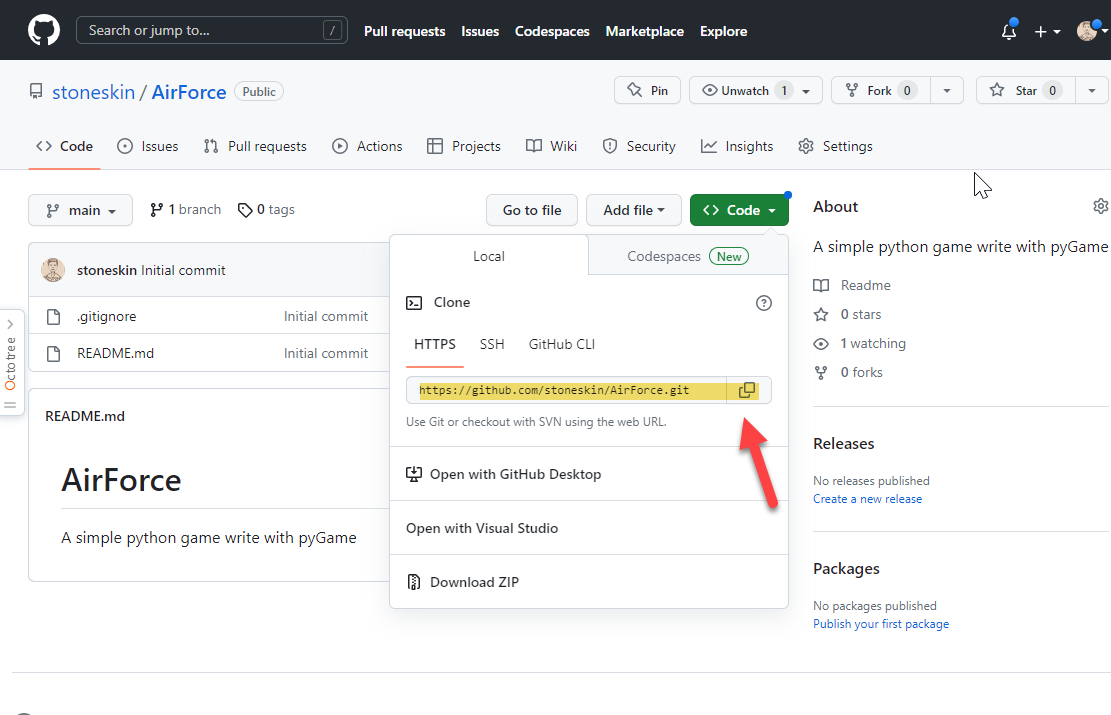 Search or jump to... / Pull requests Issues Codespaces Marketplace Explore
stoneskin / AirForce Public Pin Unwatch 1 Fork 0 Star 0
Code Issues Pull requests Actions Projects Wiki Security Insights Settings
main 1 branch 0 tags Go to file Add file Code
About
A simple python game write with pyGame
Readme
0 stars
1 watching
0 forks
Releases
No releases published
Create a new release
Packages
No packages published
Publish your first package
stoneskin Initial commit
.gitignore Initial commit
README.md Initial commit
Local Codespaces New
Clone
HTTPS SSH GitHub CLI
https://github.com/stoneskin/AirForce.git
Use Git or checkout with SVN using the web URL.
Open with GitHub Desktop
Open with Visual Studio
Download ZIP
README.md
AirForce
A simple python game write with pyGame
Octotree